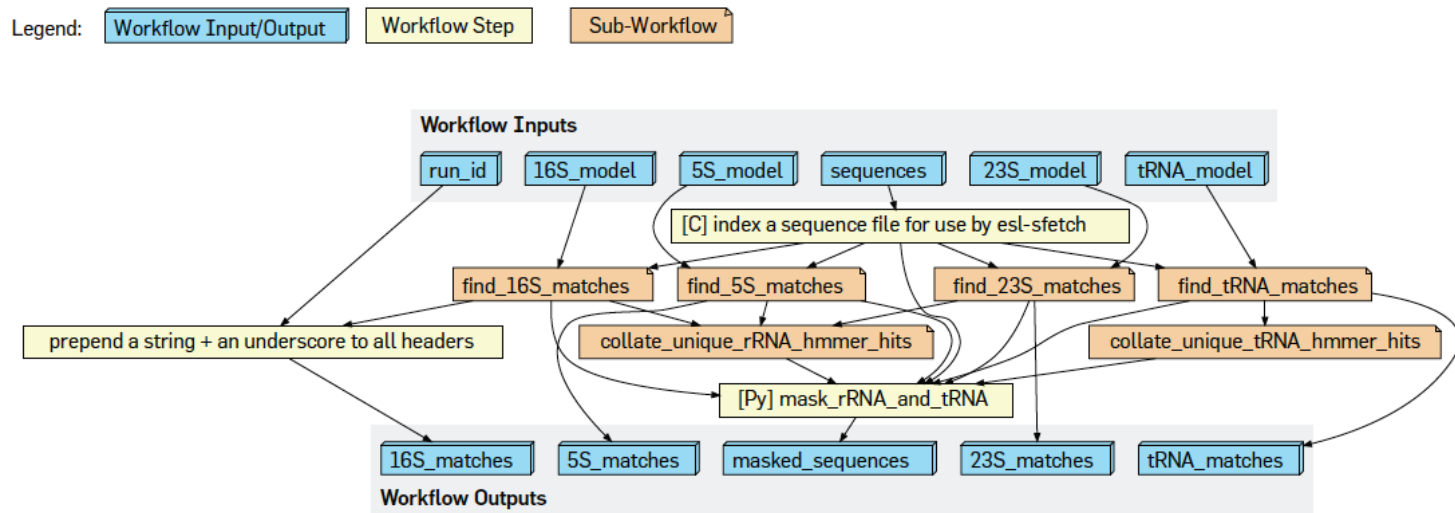 Legend: Workflow Input/Output Workflow Step Sub-Workflow
Workflow Inputs
run_id 16S_model 5S_model sequences 23S_model tRNA_model
[C] index a sequence file for use by esl-sfetch
find_16S_matches find_5S_matches find_23S_matches find_tRNA_matches
prepend a string + an underscore to all headers collate_unique_rRNA_hmmer_hits collate_unique_tRNA_hmmer_hits
[Py] mask_rRNA_and_tRNA
16S_matches 5S_matches masked_sequences 23S_matches tRNA_matches
Workflow Outputs